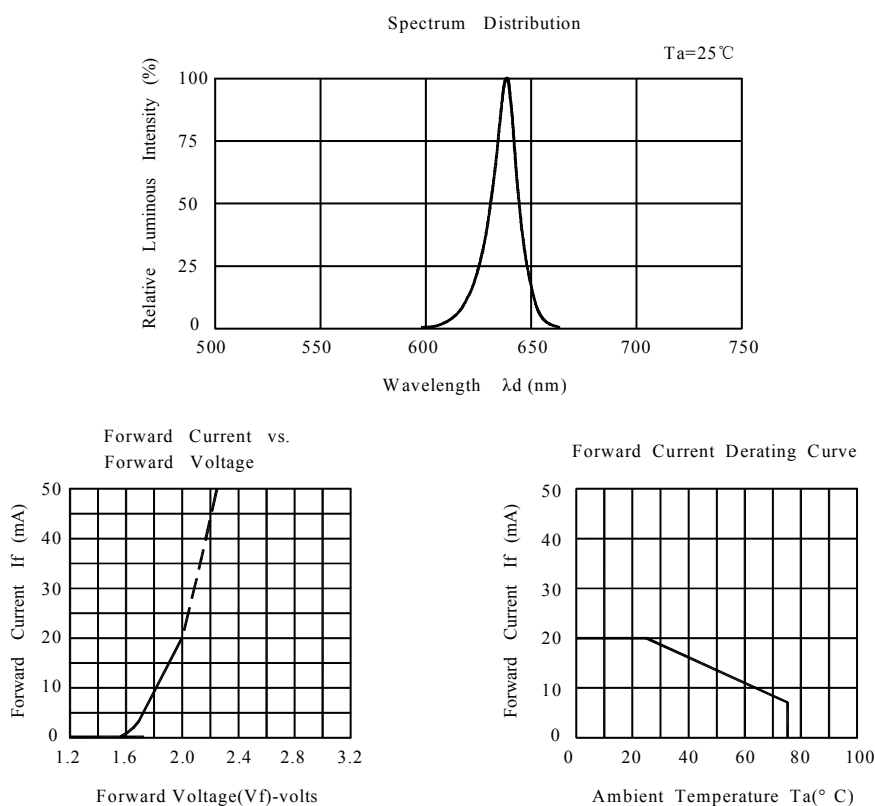 Spectrum Distribution
Ta=25℃
Relative Luminous Intensity (%)
100
75
50
25
0
500 550 600 650 700 750
Wavelength λd (nm)
Forward Current vs.
Forward Voltage
Forward Current If (mA)
50
40
30
20
10
0
1.2 1.6 2.0 2.4 2.8 3.2
Forward Voltage(Vf)-volts
Forward Current Derating Curve
Forward Current If (mA)
50
40
30
20
10
0
0 20 40 60 80 100
Ambient Temperature Ta(° C)